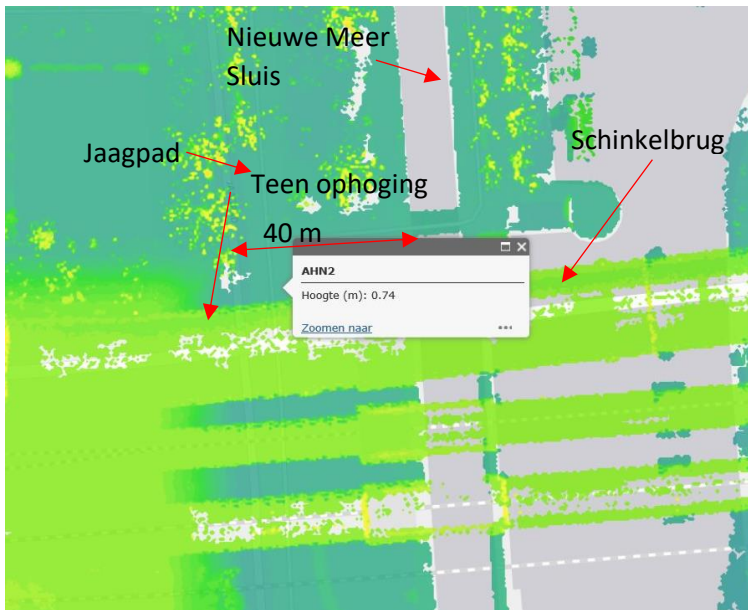 Nieuwe Meer
Sluis
Schinkelbrug
Jaagpad
Teen ophoging
40 m
AHN2
Hoogte (m): 0.74
Zoomen naar